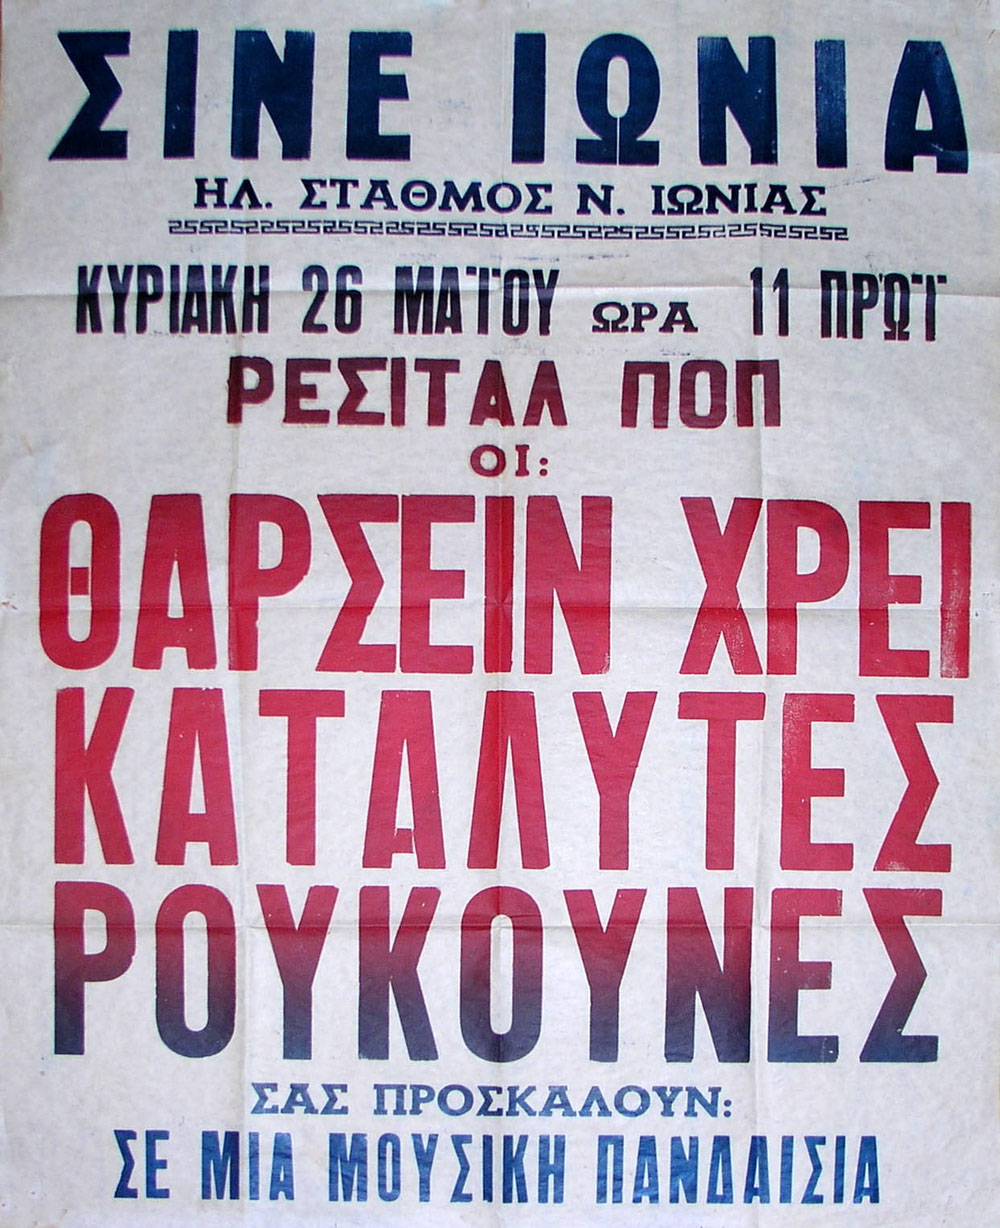 ΣΙΝΕ ΙΩΝΙΑ
ΗΛ. ΣΤΑΘΜΟΣ Ν. ΙΩΝΙΑΣ
ΚΥΡΙΑΚΗ 26 ΜΑΪΟΥ ΩΡΑ 11 ΠΡΩΪ
ΡΕΣΙΤΑΛ ΠΟΠ
ΟΙ:
ΘΑΡΣΕΙΝ ΧΡΕΙ
ΚΑΤΑΛΥΤΕΣ
ΡΟΥΚΟΥΝΕΣ
ΣΑΣ ΠΡΟΣΚΑΛΟΥΝ:
ΣΕ ΜΙΑ ΜΟΥΣΙΚΗ ΠΑΝΔΑΙΣΙΑ